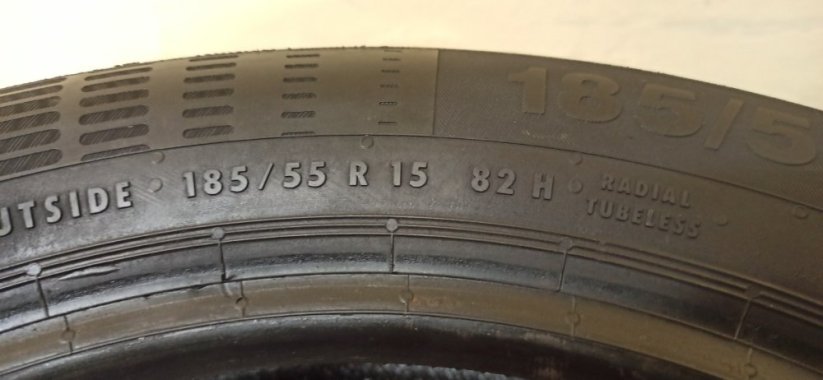 185/5
UTSIDE 185/55 R 15 82 H RADIAL
TUBELESS